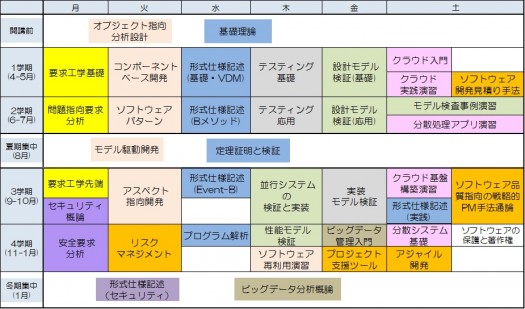 月 火 水 木 金 土
開講前
オブジェクト指向
分析設計
基礎理論
1学期
(4-5月)
要求工学基礎
コンポーネント
ベース開発
形式仕様記述
(基礎・VDM)
テスティング
基礎
設計モデル
検証(基礎)
クラウド入門
クラウド
実践演習
ソフトウェア
開発見積り手法
2学期
(6-7月)
問題指向要求
分析
ソフトウェア
パターン
形式仕様記述
(Bメソッド)
テスティング
応用
設計モデル
検証(応用)
モデル検査事例演習
分散処理アプリ演習
夏期集中
(8月)
モデル駆動開発
定理証明と検証
3学期
(9-10月)
要求工学先端
セキュリティ
概論
アスペクト
指向開発
形式仕様記述
(Event-B)
並行システム
の検証と実装
実装
モデル検証
クラウド基盤
構築演習
形式仕様記述
(実践)
ソフトウェア品
質指向の戦略的
PM手法通論
4学期
(11-1月)
安全要求
分析
リスク
マネジメント
プログラム解析
性能モデル
検証
ソフトウェア
再利用演習
ビッグデータ
管理入門
プロジェクト
支援ツール
分散システム
基礎
アジャイル
開発
ソフトウェアの
保護と著作権
冬期集中
(1月)
形式仕様記述
(セキュリティ)
ビッグデータ分析概論